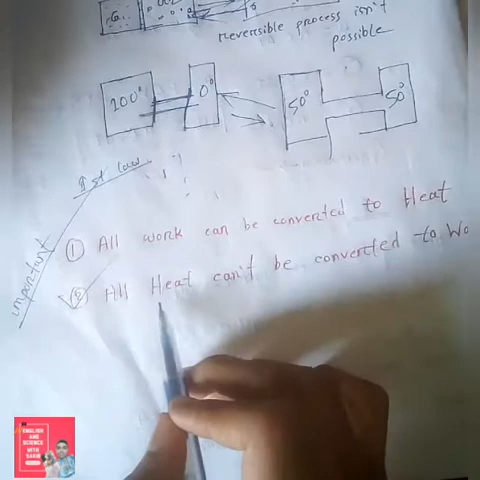 Reversible process isn't
possible
100°
0°
50°
50°
1st law
important
① All work can be converted to Heat
② All Heat can't be converted to Wo
ENGLISH
AND
SCIENCE
WITH